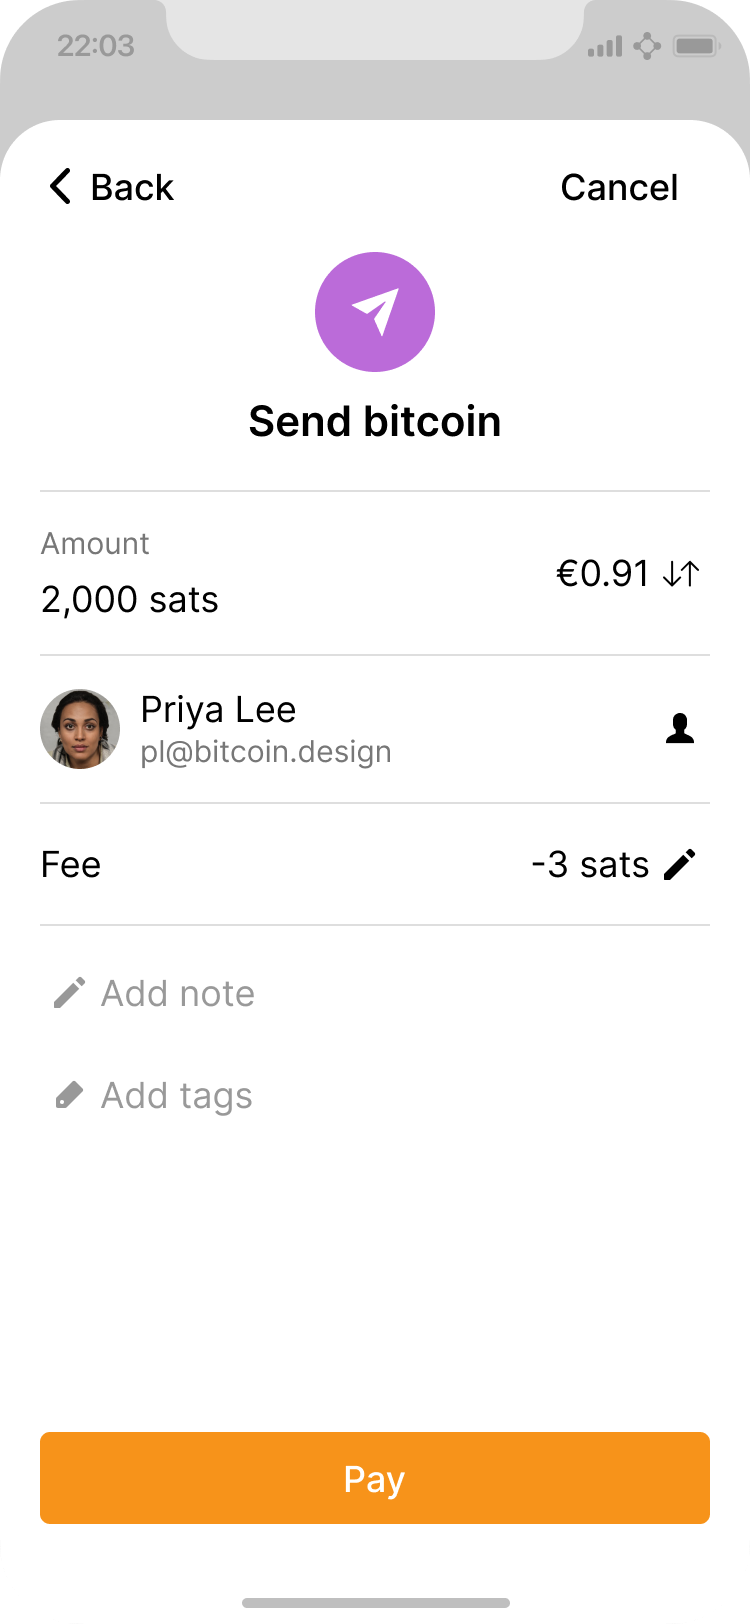 22:03
Back
Cancel
Send bitcoin
Amount
2,000 sats
€0.91
Priya Lee
pl@bitcoin.design
Fee
-3 sats
Add note
Add tags
Pay